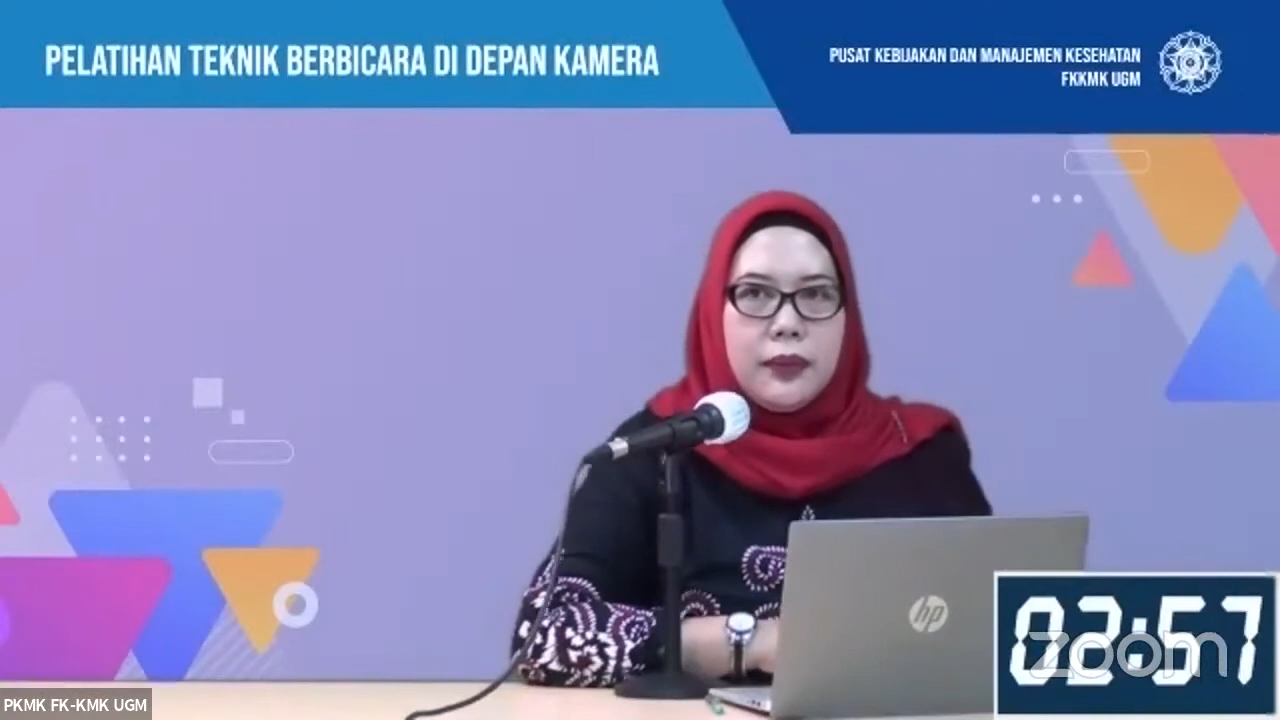 PELATIHAN TEKNIK BERBICARA DI DEPAN KAMERA
PUSAT KEBIJAKAN DAN MANAJEMEN KESEHATAN
FKKMK UGM
hp
02:57
zoom
PKMK FK-KMK UGM